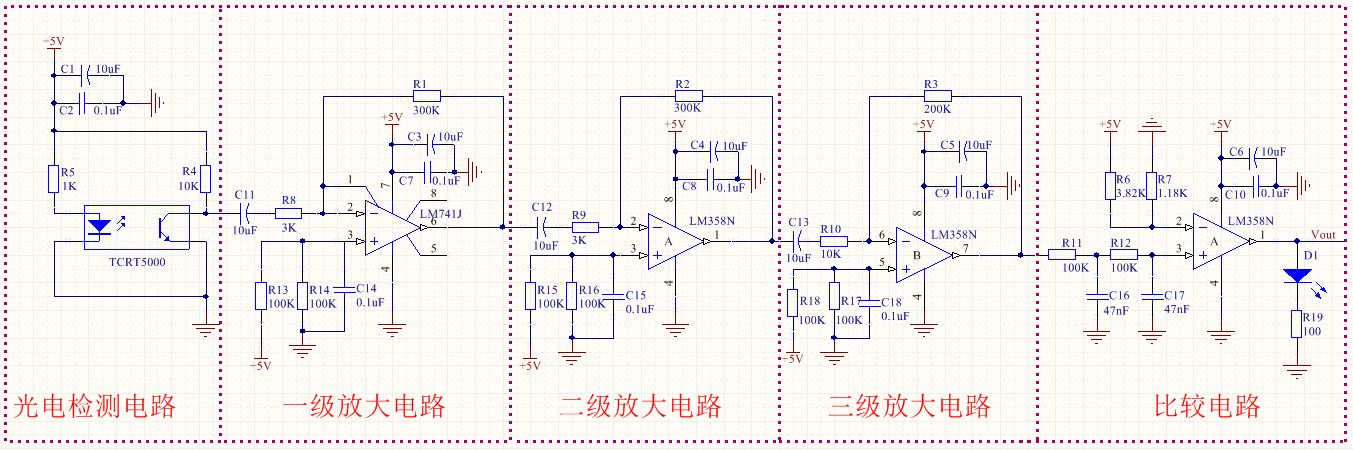 +5V
C1 10uF
C2 0.1uF
R5
1K
R4
10K
TCRT5000
光电检测电路
R1
300K
+5V
C3 10uF
C7 0.1uF
1
7
8
LM741J
C11
10uF
R8
3K
2
6
3
5
4
R13
100K
R14
100K
C14
0.1uF
+5V
一级放大电路
R2
300K
+5V
C4 10uF
C8 0.1uF
8
LM358N
C12
10uF
R9
3K
2
A
1
3
4
R15
100K
R16
100K
C15
0.1uF
+5V
二级放大电路
R3
200K
+5V
C5 10uF
C9 0.1uF
8
LM358N
C13
10uF
R10
10K
6
B
7
5
4
R18
100K
R17
100K
C18
0.1uF
+5V
三级放大电路
+5V
R6
3.82K
R7
1.18K
+5V
C6 10uF
C10 0.1uF
8
LM358N
2
A
1
3
4
Vout
R11
100K
R12
100K
C16
47nF
C17
47nF
D1
R19
100
比较电路